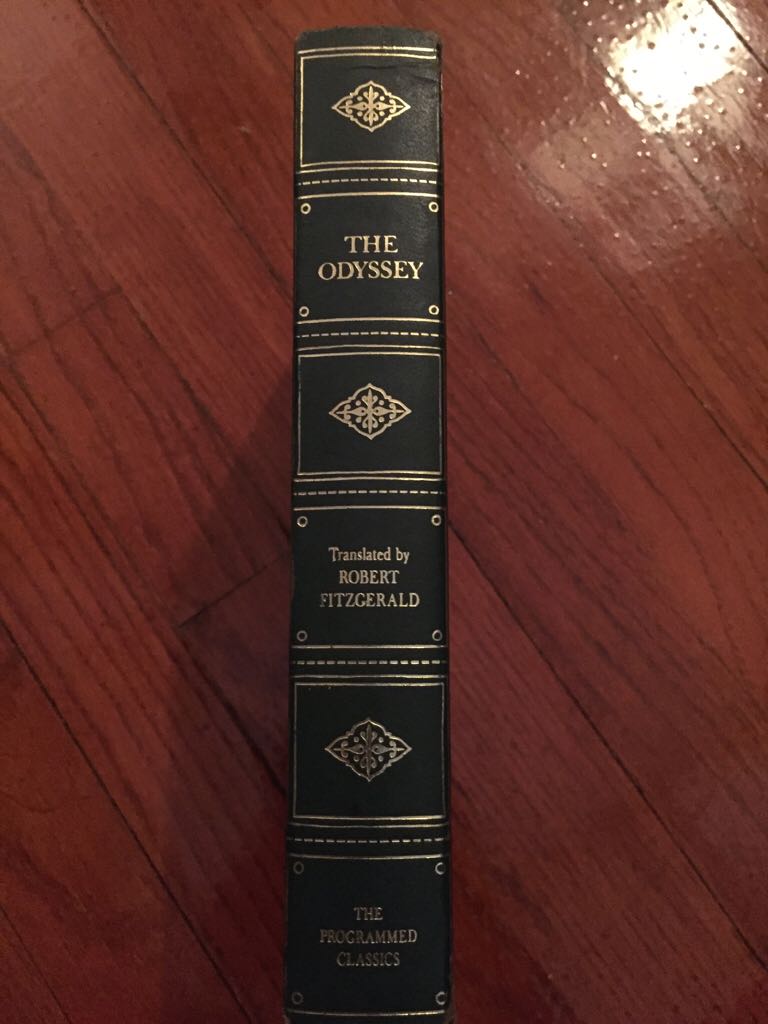 THE
ODYSSEY
Translated by
ROBERT
FITZGERALD
THE
PROGRAMMED
CLASSICS